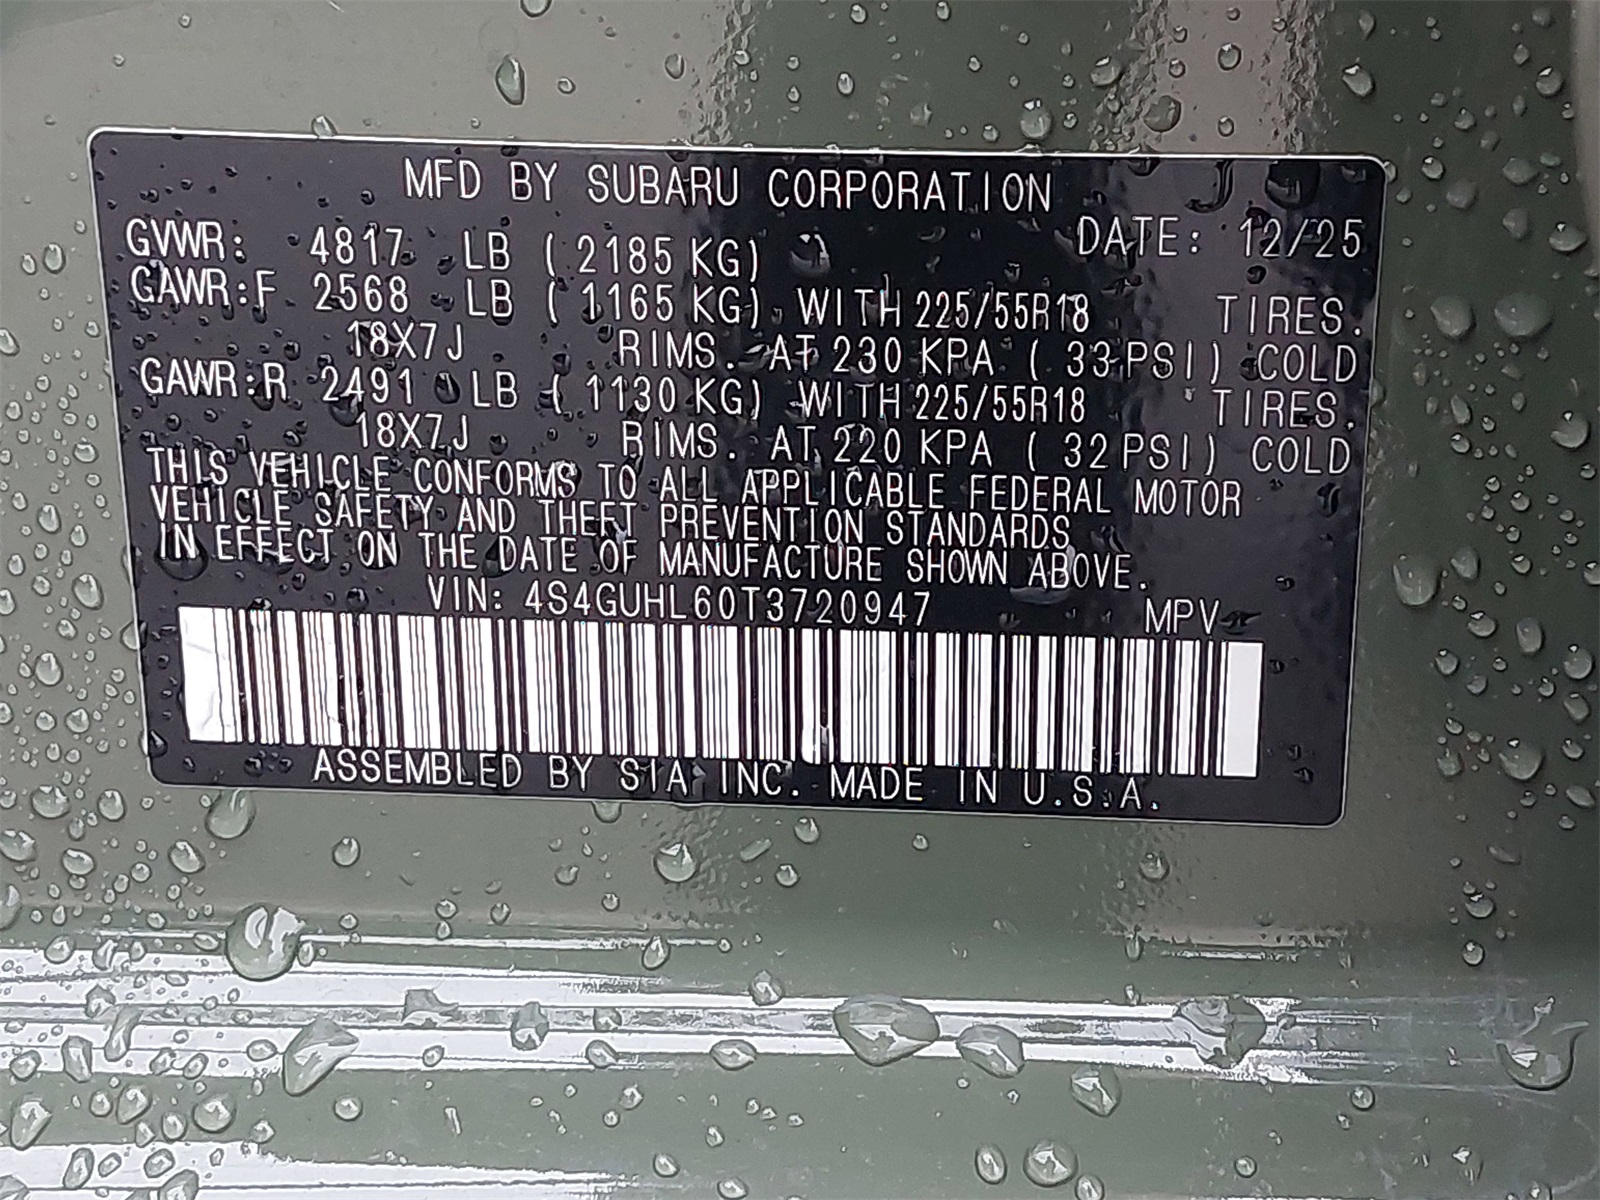 MFD BY SUBARU CORPORATION
DATE: 12/25
GVWR: 4817 LB ( 2185 KG)
GAWR:F 2568 LB ( 1165 KG) WITH 225/55R18 TIRES.
18X7J RIMS. AT 230 KPA ( 33 PSI) COLD
GAWR:R 2491 LB ( 1130 KG) WITH 225/55R18 TIRES.
18X7J RIMS. AT 220 KPA ( 32 PSI) COLD
THIS VEHICLE CONFORMS TO ALL APPLICABLE FEDERAL MOTOR
VEHICLE SAFETY AND THEFT PREVENTION STANDARDS
IN EFFECT ON THE DATE OF MANUFACTURE SHOWN ABOVE.
VIN: 4S4GUHL60T3720947 MPV
ASSEMBLED BY SIA INC. MADE IN U.S.A.